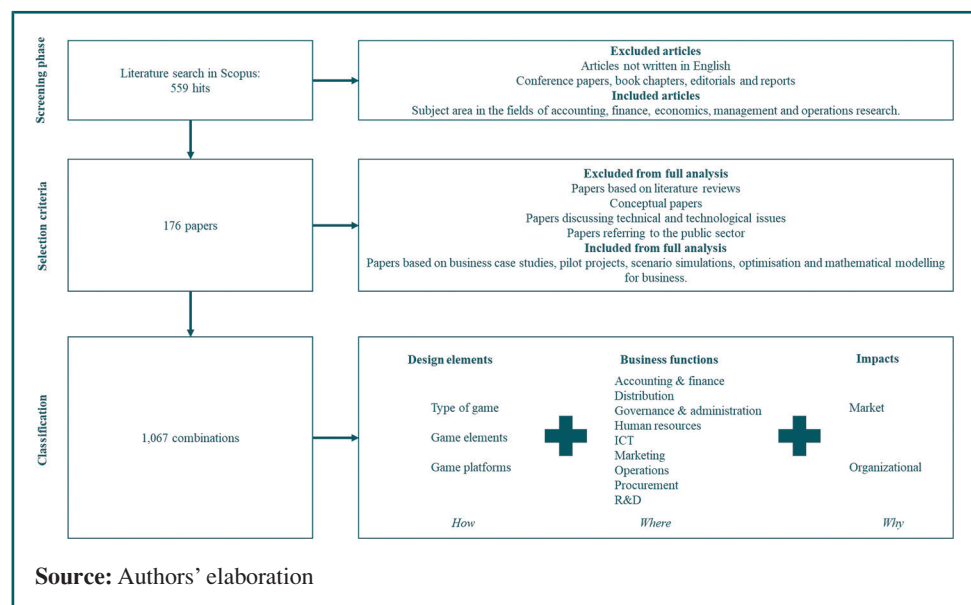 Screening phase
Literature search in Scopus:
559 hits
Excluded articles
Articles not written in English
Conference papers, book chapters, editorials and reports
Included articles
Subject area in the fields of accounting, finance, economics, management and operations research.
Selection criteria
176 papers
Excluded from full analysis
Papers based on literature reviews
Conceptual papers
Papers discussing technical and technological issues
Papers referring to the public sector
Included from full analysis
Papers based on business case studies, pilot projects, scenario simulations, optimisation and mathematical modelling
for business.
Classification
1,067 combinations
Design elements
Type of game
Game elements
Game platforms
How
Business functions
Accounting & finance
Distribution
Governance & administration
Human resources
ICT
Marketing
Operations
Procurement
R&D
Where
Impacts
Market
Organizational
Why
Source: Authors' elaboration